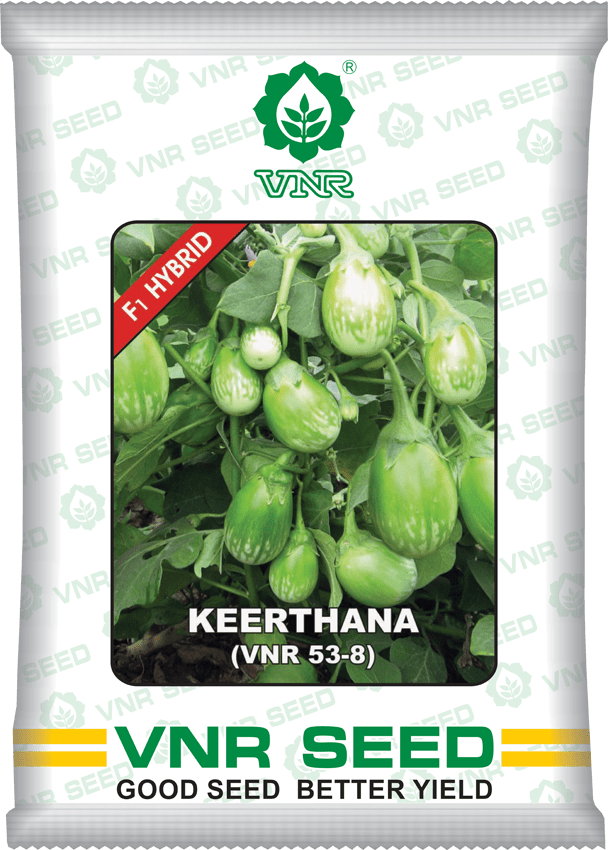 ®
VNR
F1 HYBRID
KEERTHANA
(VNR 53-8)
VNR SEED
GOOD SEED BETTER YIELD